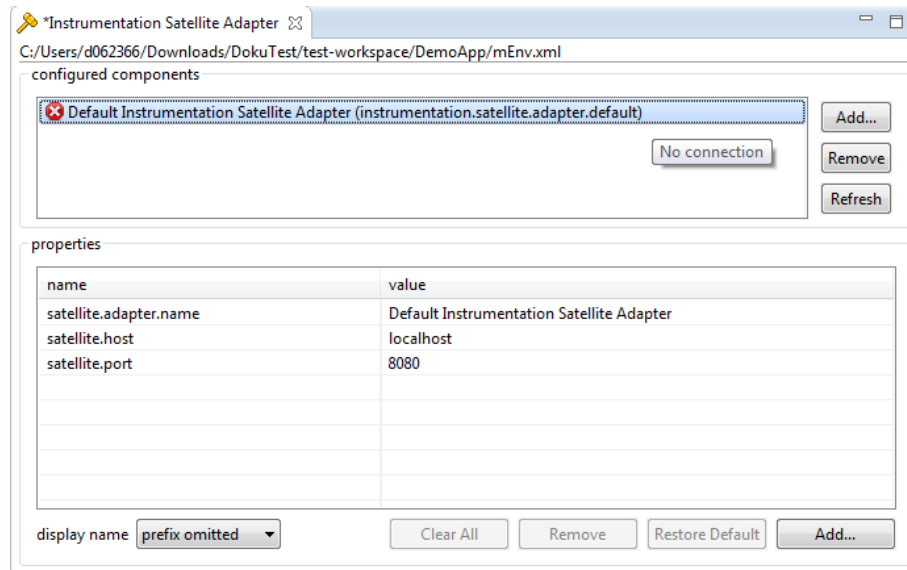 *Instrumentation Satellite Adapter
C:/Users/d062366/Downloads/DokuTest/test-workspace/DemoApp/mEnv.xml
configured components
Default Instrumentation Satellite Adapter (instrumentation.satellite.adapter.default)
Add...
No connection
Remove
Refresh
properties
name value
satellite.adapter.name Default Instrumentation Satellite Adapter
satellite.host localhost
satellite.port 8080
display name prefix omitted Clear All Remove Restore Default Add...